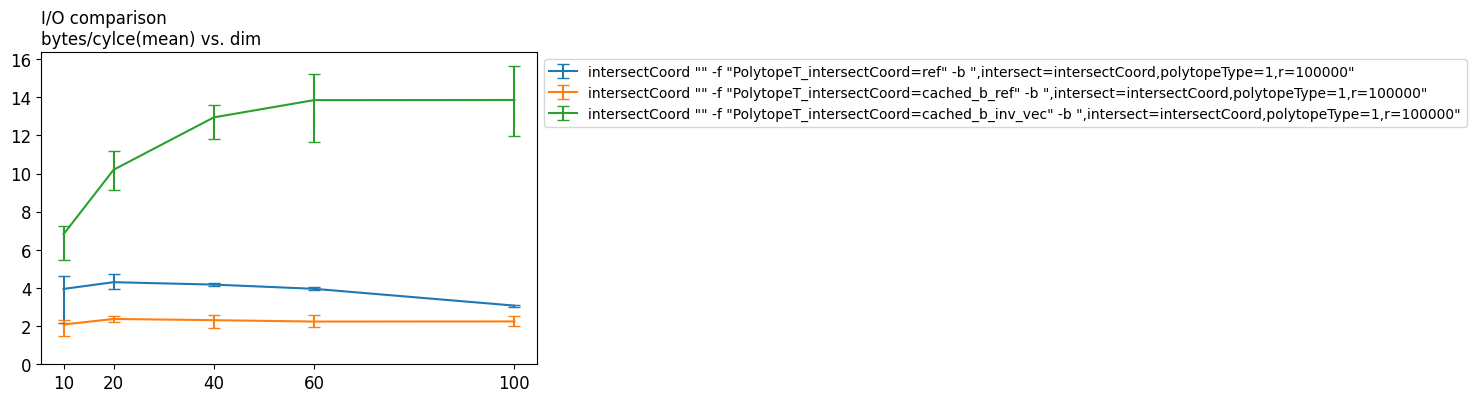 I/O comparison
bytes/cylce(mean) vs. dim
16
14
12
10
8
6
4
2
0
10 20 40 60 100
intersectCoord "" -f "PolytopeT_intersectCoord=ref" -b ",intersect=intersectCoord,polytopeType=1,r=100000"
intersectCoord "" -f "PolytopeT_intersectCoord=cached_b_ref" -b ",intersect=intersectCoord,polytopeType=1,r=100000"
intersectCoord "" -f "PolytopeT_intersectCoord=cached_b_inv_vec" -b ",intersect=intersectCoord,polytopeType=1,r=100000"